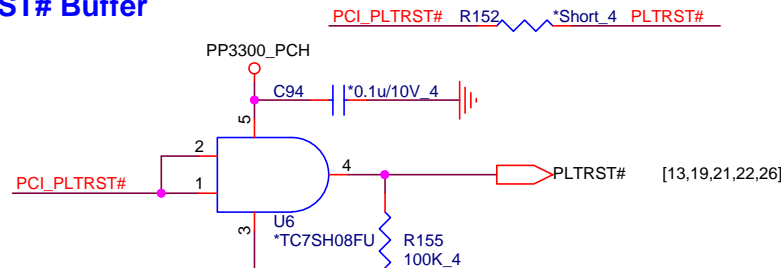 ST# Buffer
PCI_PLTRST# R152 *Short_4 PLTRST#
PP3300_PCH
C94 *0.1u/10V_4
5
2
4
PLTRST# [13,19,21,22,26]
PCI_PLTRST# 1
U6
3
*TC7SH08FU R155
100K_4